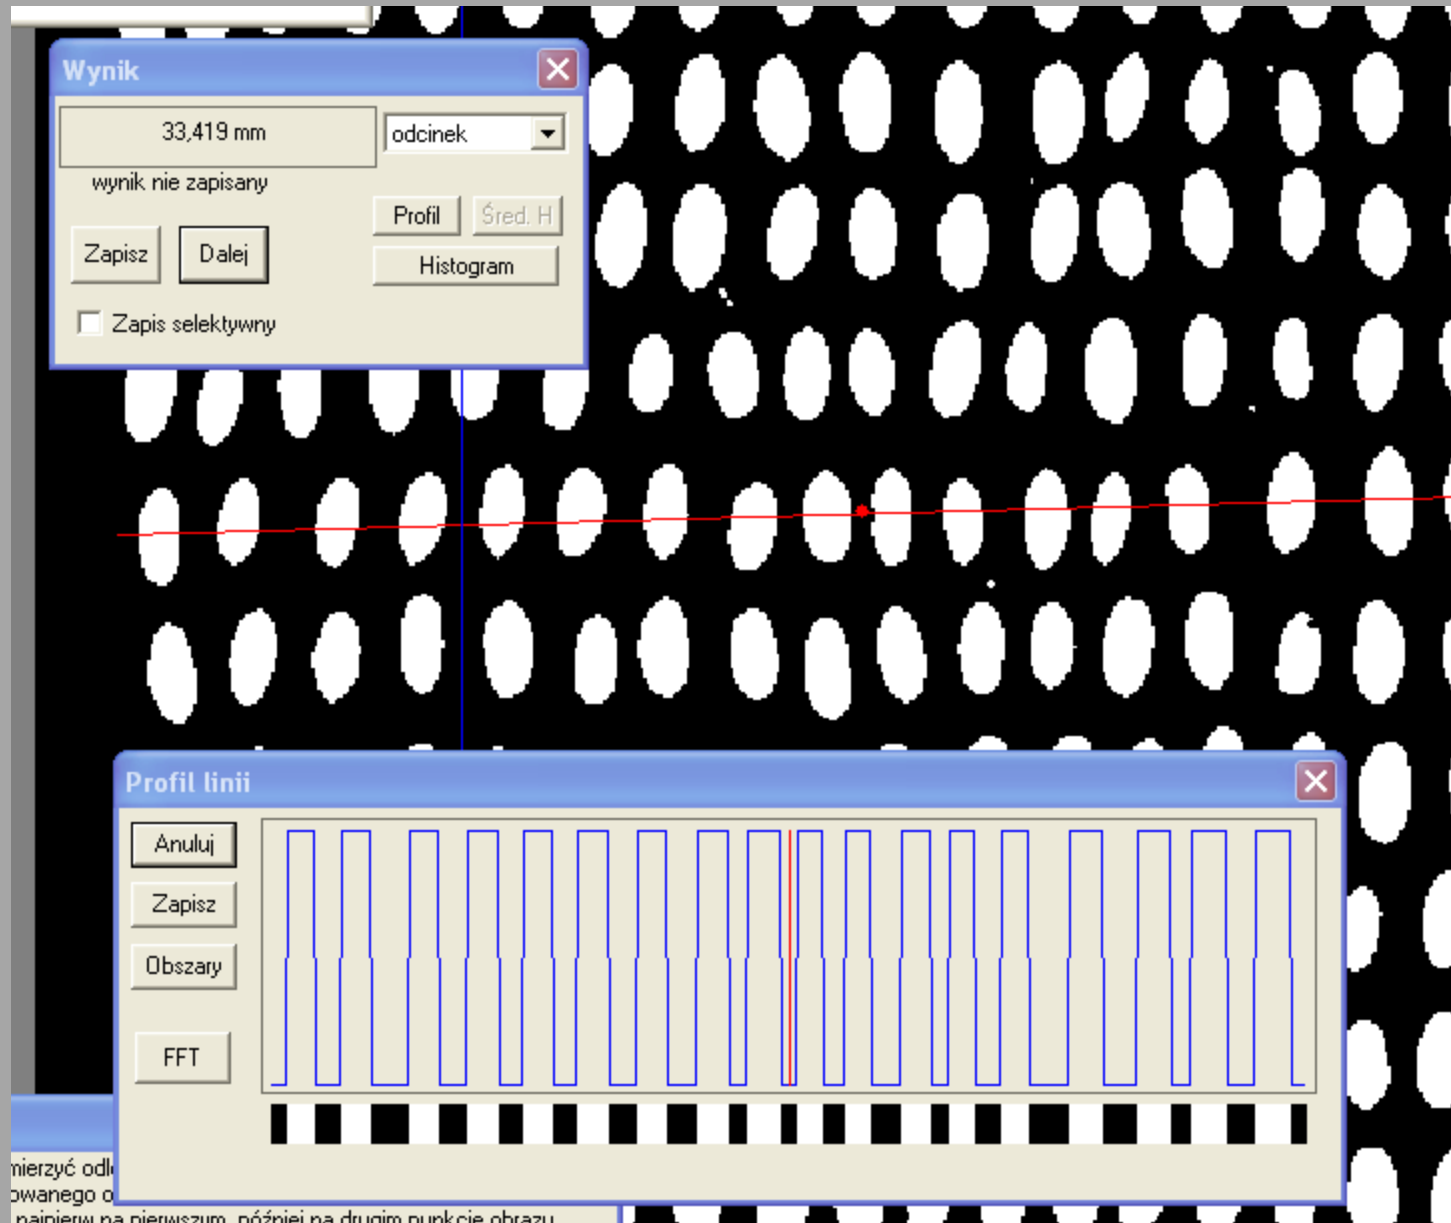 Wynik
33,419 mm
odcinek
wynik nie zapisany
Profil
Śred. H
Zapisz
Dalej
Histogram
Zapis selektywny
Profil linii
Anuluj
Zapisz
Obszary
FFT
mierzyć
owanego
najpierw na pierwszym, później na drugim punkcie obrazu